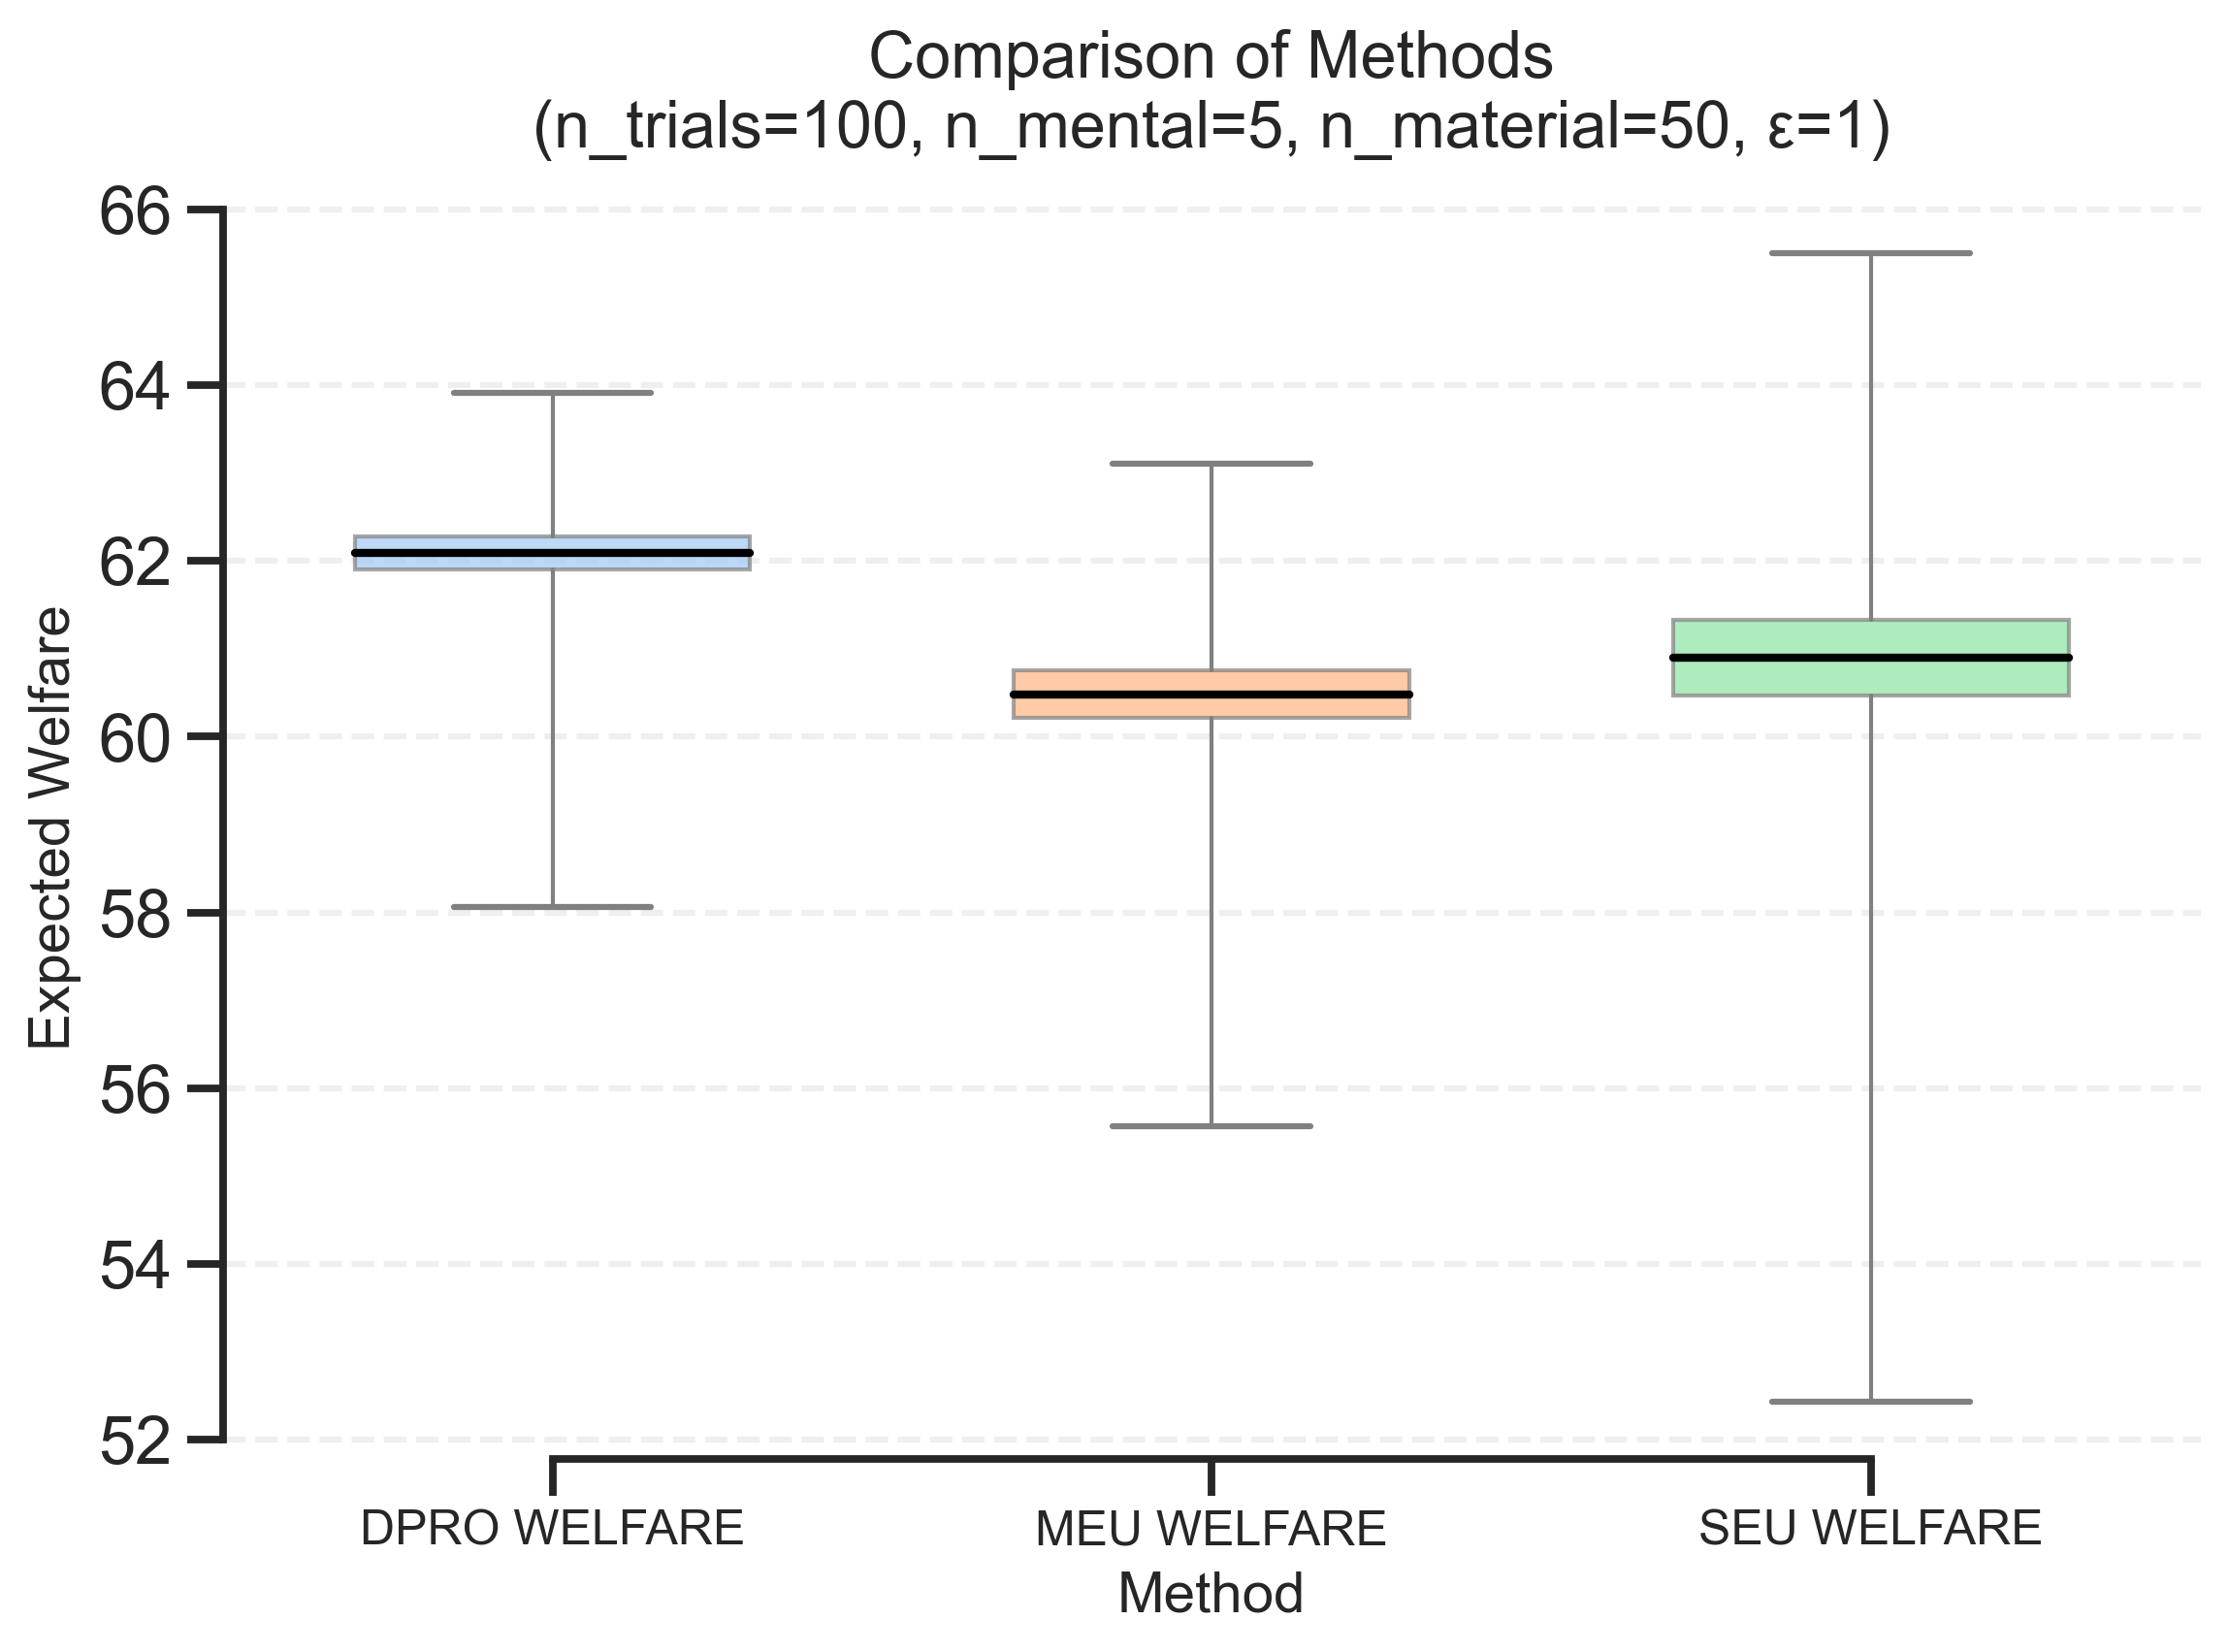 Comparison of Methods
(n_trials=100, n_mental=5, n_material=50, ε=1)
66
64
62
60
58
56
54
52
Expected Welfare
DPRO WELFARE
MEU WELFARE
SEU WELFARE
Method